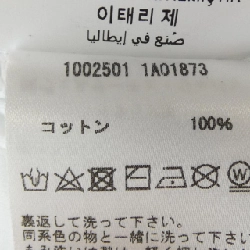 이태리 제
صنع في إيطاليا
1002501 1A01873
コットン 100%
裏返して洗って下さい。
同系色の物と一緒に洗って下さい。